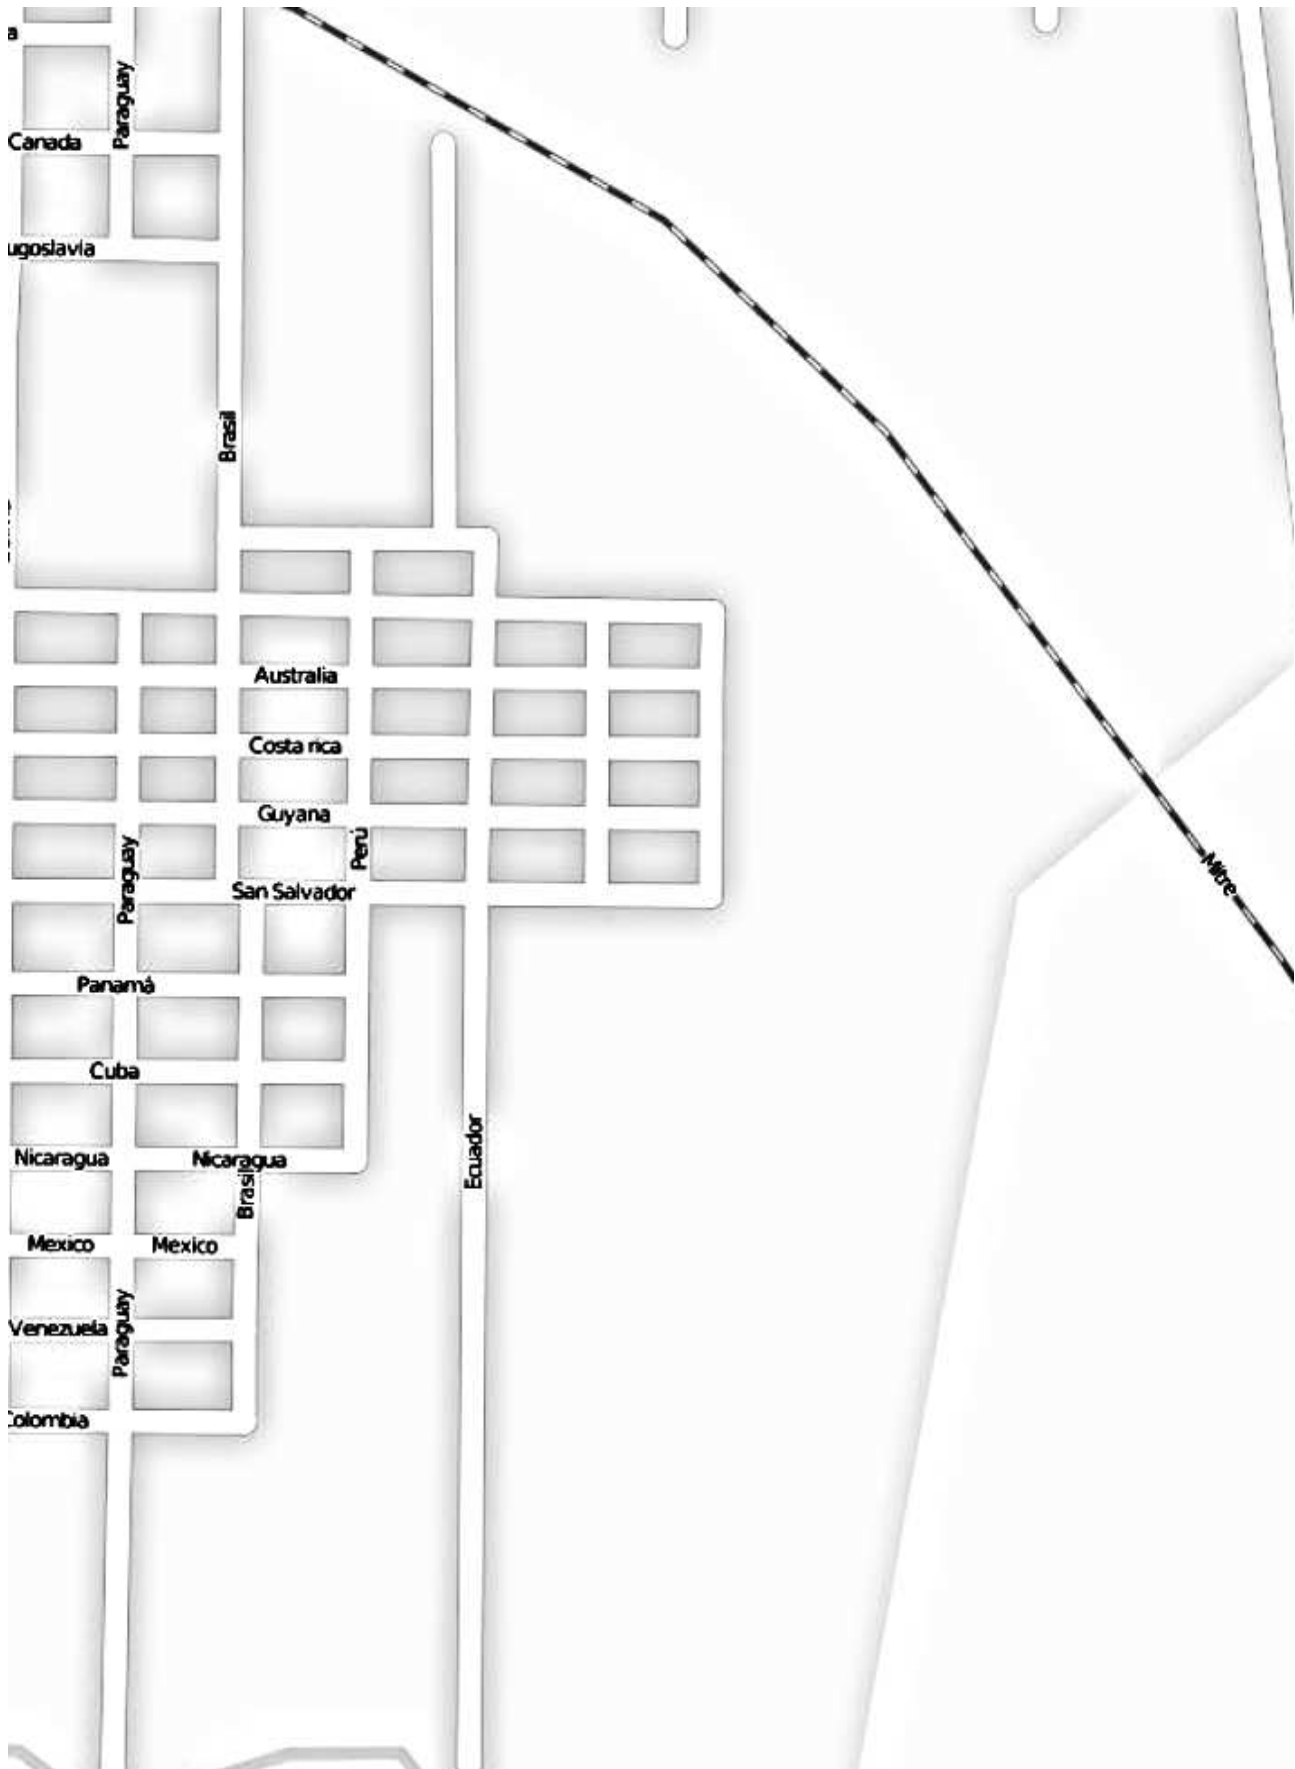 Paraguay
Canada
ugoslavia
Brasil
Australia
Costa rica
Guyana
Perú
Paraguay
San Salvador
Mitre
Panamá
Cuba
Ecuador
Nicaragua
Nicaragua
Brasil
Mexico
Mexico
Paraguay
Venezuela
Colombia